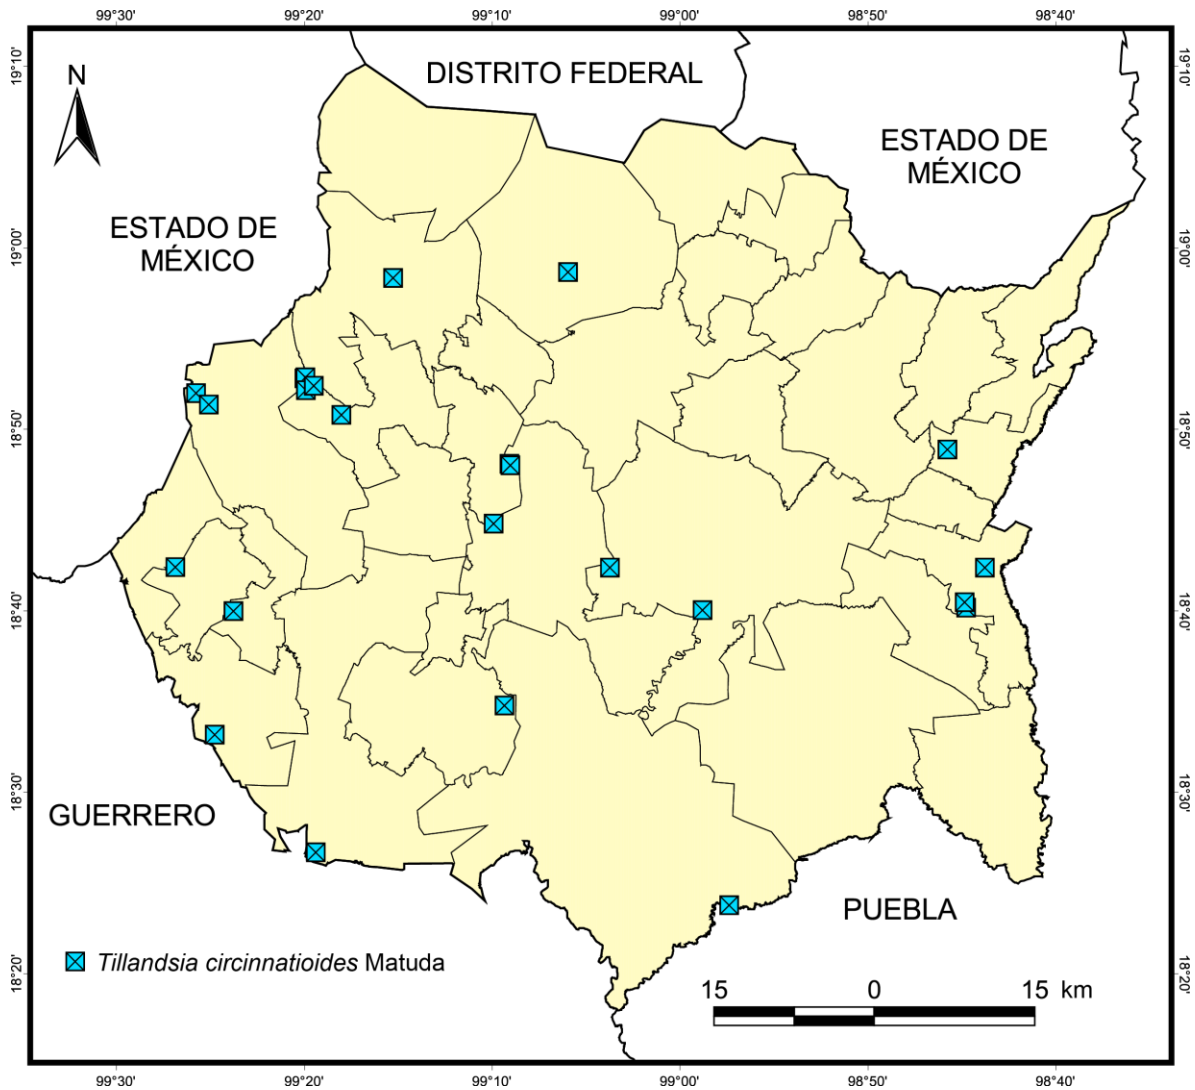 99°30' 99°20' 99°10' 99°00' 98°50' 98°40'
19°10' 19°10'
N
DISTRITO FEDERAL
ESTADO DE
MÉXICO
ESTADO DE
MÉXICO
19°00' 19°00'
18°50' 18°50'
18°40' 18°40'
18°30' 18°30'
GUERRERO
PUEBLA
Tillandsia circinnatioides Matuda
18°20' 18°20'
15 0 15 km
99°30' 99°20' 99°10' 99°00' 98°50' 98°40'